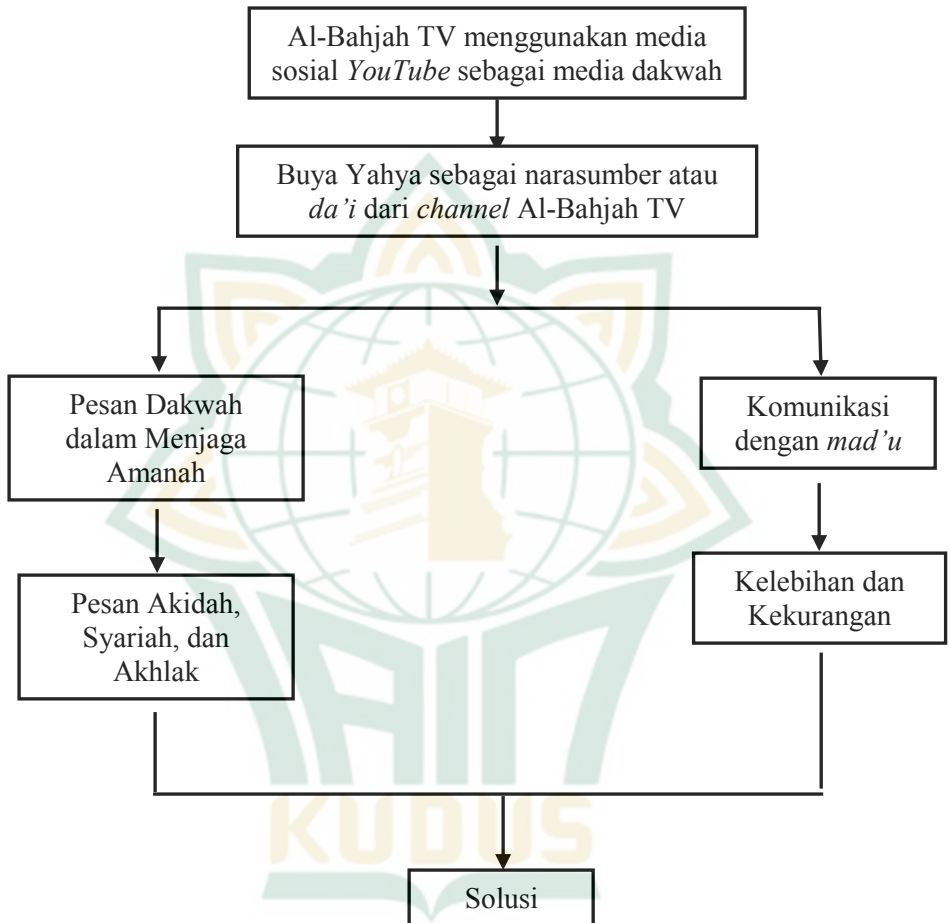 Al-Bahjah TV menggunakan media
sosial YouTube sebagai media dakwah
Buya Yahya sebagai narasumber atau
da’i dari channel Al-Bahjah TV
Pesan Dakwah
dalam Menjaga
Amanah
Komunikasi
dengan mad’u
Pesan Akidah,
Syariah, dan
Akhlak
Kelebihan dan
Kekurangan
Solusi
IAIN
KUDUS